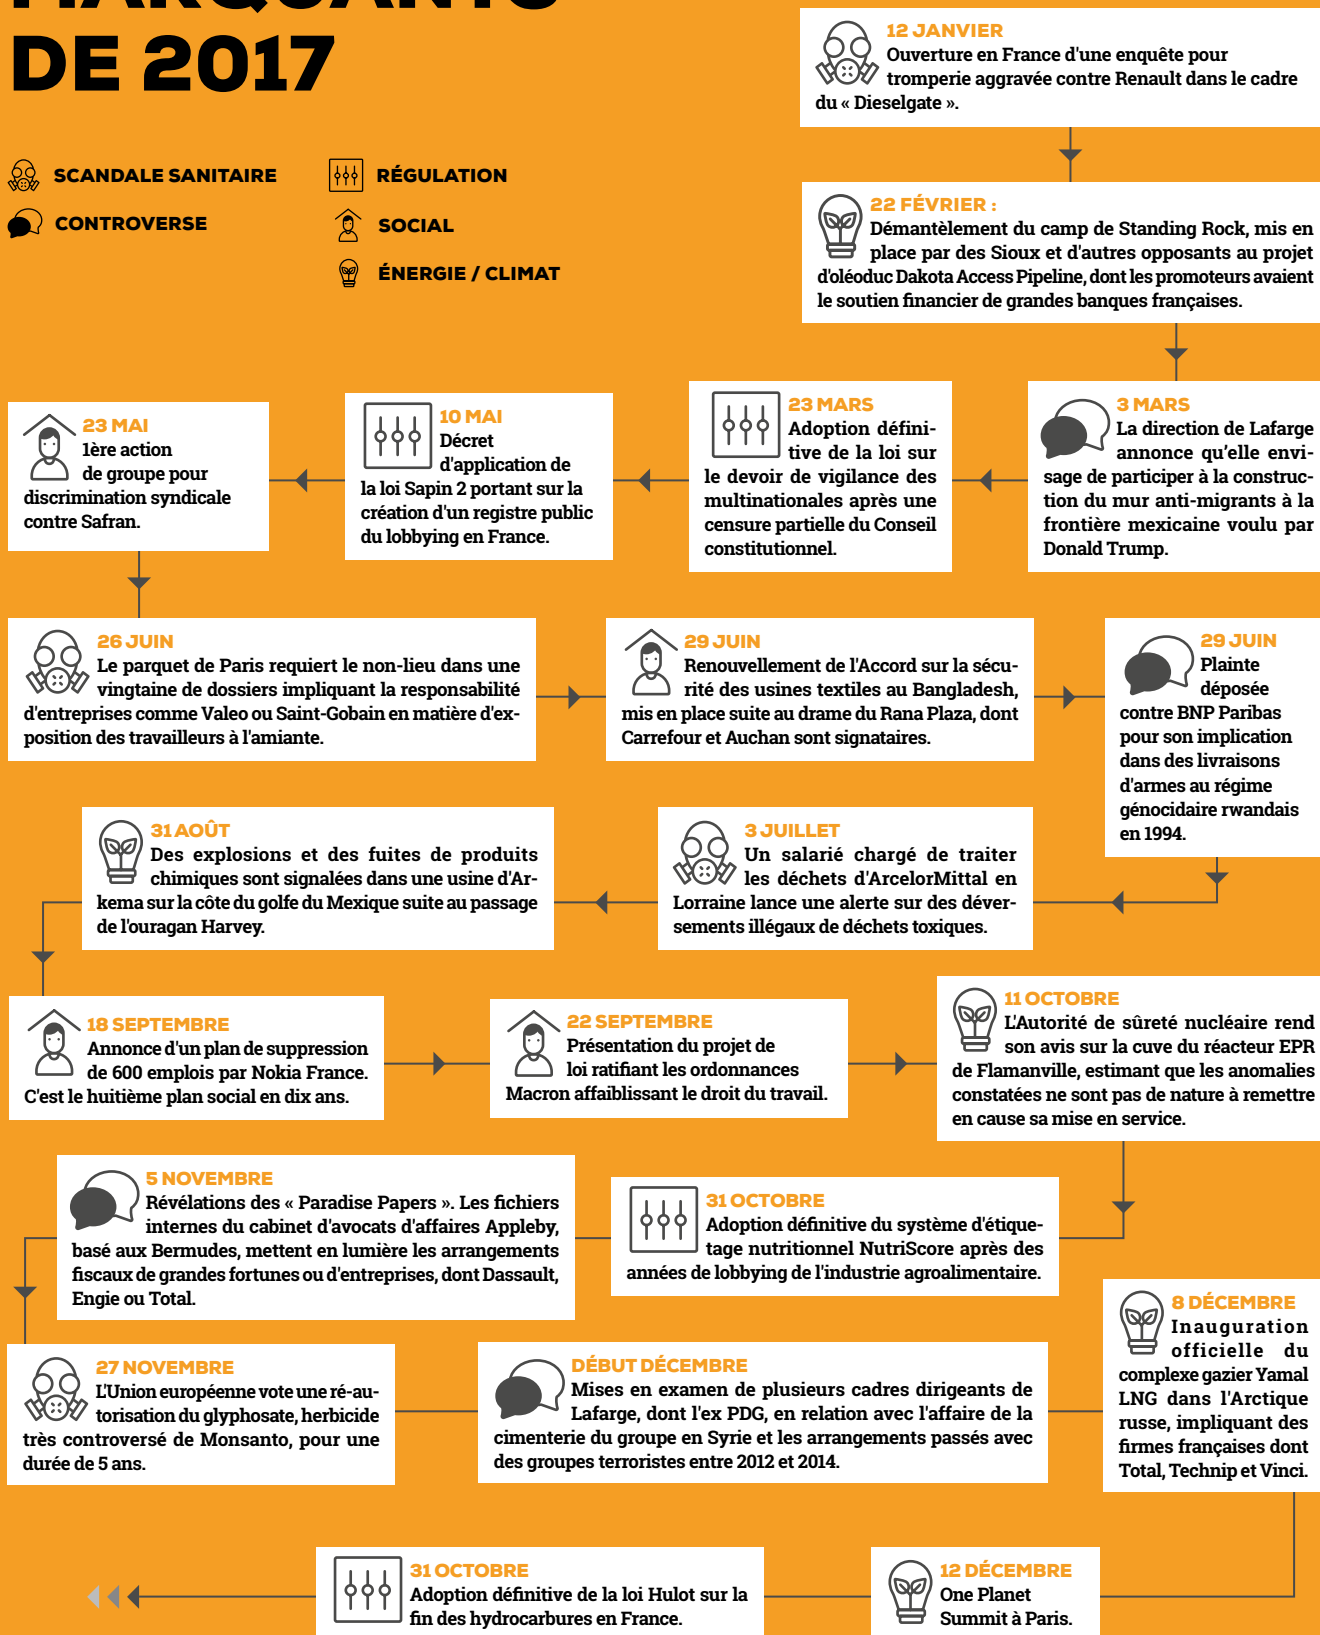 MARQUANTS
DE 2017
SCANDALE SANITAIRE
CONTROVERSE
RÉGULATION
SOCIAL
ÉNERGIE / CLIMAT
12 JANVIER
Ouverture en France d'une enquête pour
tromperie aggravée contre Renault dans le cadre
du « Dieselgate ».
22 FÉVRIER :
Démantèlement du camp de Standing Rock, mis en
place par des Sioux et d'autres opposants au projet
d'oléoduc Dakota Access Pipeline, dont les promoteurs avaient
le soutien financier de grandes banques françaises.
3 MARS
La direction de Lafarge
annonce qu'elle envi-
sage de participer à la construc-
tion du mur anti-migrants à la
frontière mexicaine voulu par
Donald Trump.
23 MARS
Adoption défini-
tive de la loi sur
le devoir de vigilance des
multinationales après une
censure partielle du Conseil
constitutionnel.
10 MAI
Décret
d'application de
la loi Sapin 2 portant sur la
création d'un registre public
du lobbying en France.
23 MAI
1ère action
de groupe pour
discrimination syndicale
contre Safran.
26 JUIN
Le parquet de Paris requiert le non-lieu dans une
vingtaine de dossiers impliquant la responsabilité
d'entreprises comme Valeo ou Saint-Gobain en matière d'ex-
position des travailleurs à l'amiante.
29 JUIN
Renouvellement de l'Accord sur la sécu-
rité des usines textiles au Bangladesh,
mis en place suite au drame du Rana Plaza, dont
Carrefour et Auchan sont signataires.
29 JUIN
Plainte
déposée
contre BNP Paribas
pour son implication
dans des livraisons
d'armes au régime
génocidaire rwandais
en 1994.
3 JUILLET
Un salarié chargé de traiter
les déchets d'ArcelorMittal en
Lorraine lance une alerte sur des déver-
sements illégaux de déchets toxiques.
31 AOÛT
Des explosions et des fuites de produits
chimiques sont signalées dans une usine d'Ar-
kema sur la côte du golfe du Mexique suite au passage
de l'ouragan Harvey.
18 SEPTEMBRE
Annonce d'un plan de suppression
de 600 emplois par Nokia France.
C'est le huitième plan social en dix ans.
22 SEPTEMBRE
Présentation du projet de
loi ratifiant les ordonnances
Macron affaiblissant le droit du travail.
11 OCTOBRE
L'Autorité de sûreté nucléaire rend
son avis sur la cuve du réacteur EPR
de Flamanville, estimant que les anomalies
constatées ne sont pas de nature à remettre
en cause sa mise en service.
31 OCTOBRE
Adoption définitive du système d'étique-
tage nutritionnel NutriScore après des
années de lobbying de l'industrie agroalimentaire.
5 NOVEMBRE
Révélations des « Paradise Papers ». Les fichiers
internes du cabinet d'avocats d'affaires Appleby,
basé aux Bermudes, mettent en lumière les arrangements
fiscaux de grandes fortunes ou d'entreprises, dont Dassault,
Engie ou Total.
27 NOVEMBRE
L'Union européenne vote une ré-au-
torisation du glyphosate, herbicide
très controversé de Monsanto, pour une
durée de 5 ans.
DÉBUT DÉCEMBRE
Mises en examen de plusieurs cadres dirigeants de
Lafarge, dont l'ex PDG, en relation avec l'affaire de la
cimenterie du groupe en Syrie et les arrangements passés avec
des groupes terroristes entre 2012 et 2014.
8 DÉCEMBRE
Inauguration
officielle du
complexe gazier Yamal
LNG dans l'Arctique
russe, impliquant des
firmes françaises dont
Total, Technip et Vinci.
12 DÉCEMBRE
One Planet
Summit à Paris.
31 OCTOBRE
Adoption définitive de la loi Hulot sur la
fin des hydrocarbures en France.